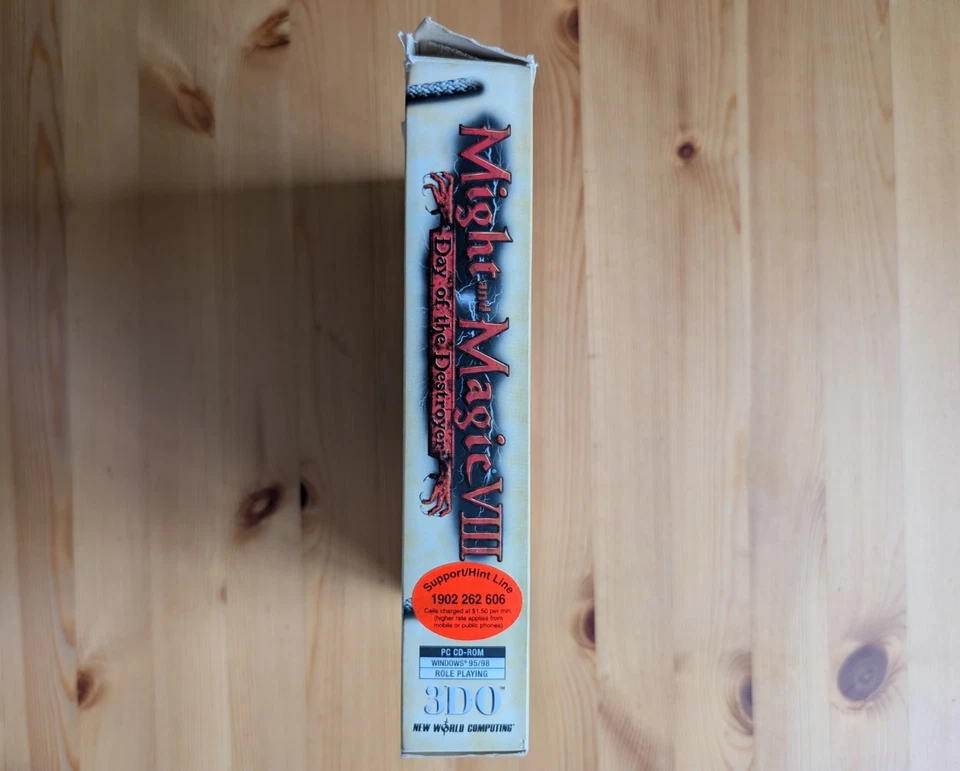 Might and Magic® VIII
Day of the Destroyer™
Support/Hint Line
1902 262 606
Calls charged at $1.50 per min.
(higher rate applies from
mobile or public phones)
PC CD-ROM
WINDOWS® 95/98
ROLE PLAYING
3DO™
NEW WORLD COMPUTING®